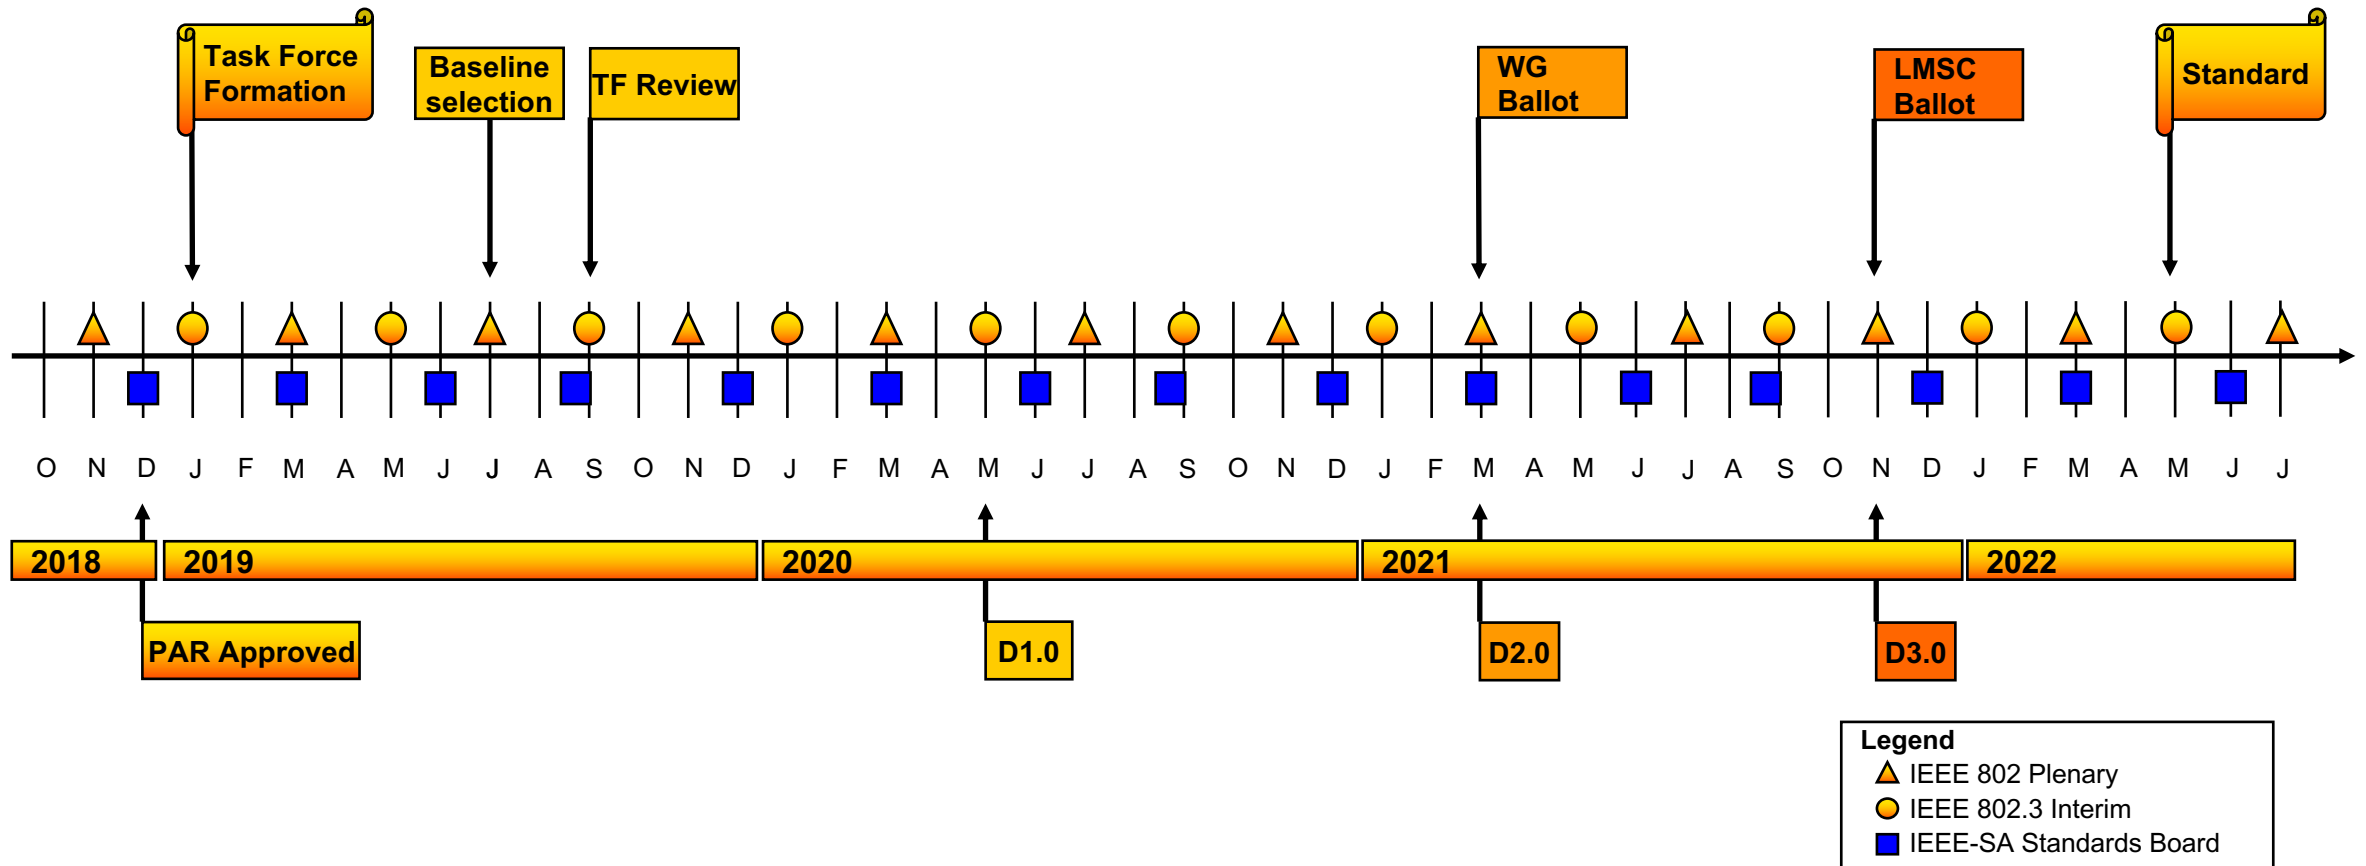 Task Force
Formation
Baseline
selection
TF Review
WG
Ballot
LMSC
Ballot
Standard
O N D J F M A M J J A S O N D J F M A M J J A S O N D J F M A M J J A S O N D J F M A M J J
2018 2019 2020 2021 2022
PAR Approved D1.0 D2.0 D3.0
Legend
IEEE 802 Plenary
IEEE 802.3 Interim
IEEE-SA Standards Board